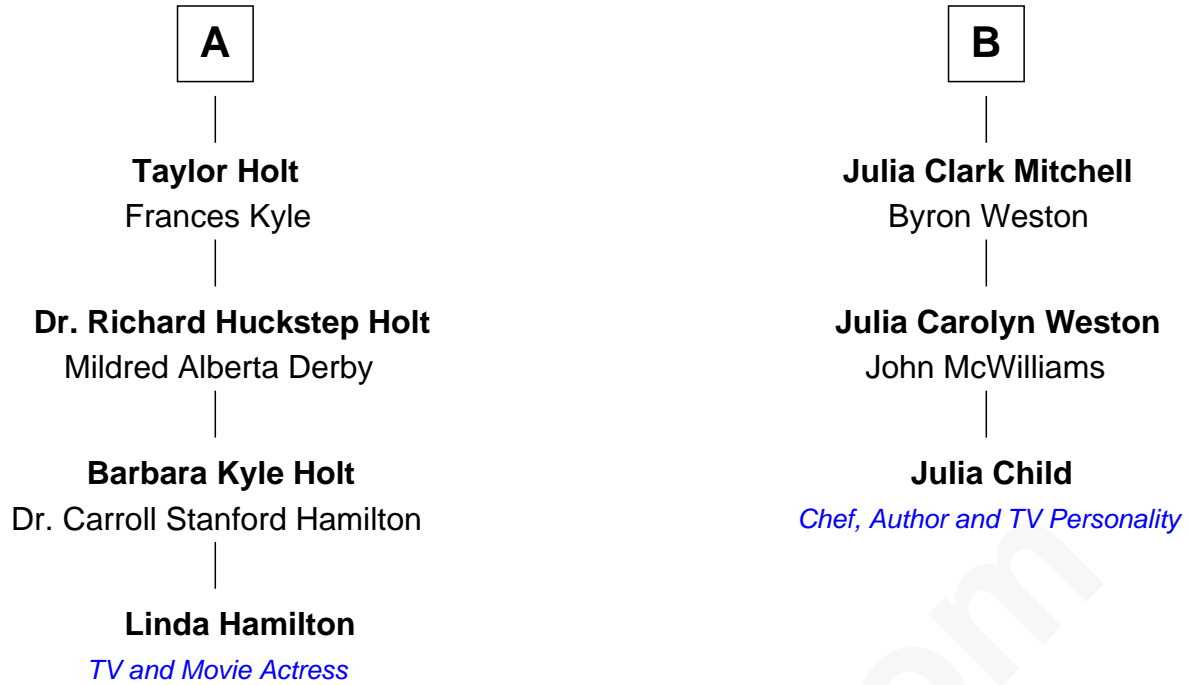 A
Taylor Holt
Frances Kyle
Dr. Richard Huckstep Holt
Mildred Alberta Derby
Barbara Kyle Holt
Dr. Carroll Stanford Hamilton
Linda Hamilton
TV and Movie Actress
B
Julia Clark Mitchell
Byron Weston
Julia Carolyn Weston
John McWilliams
Julia Child
Chef, Author and TV Personality
om